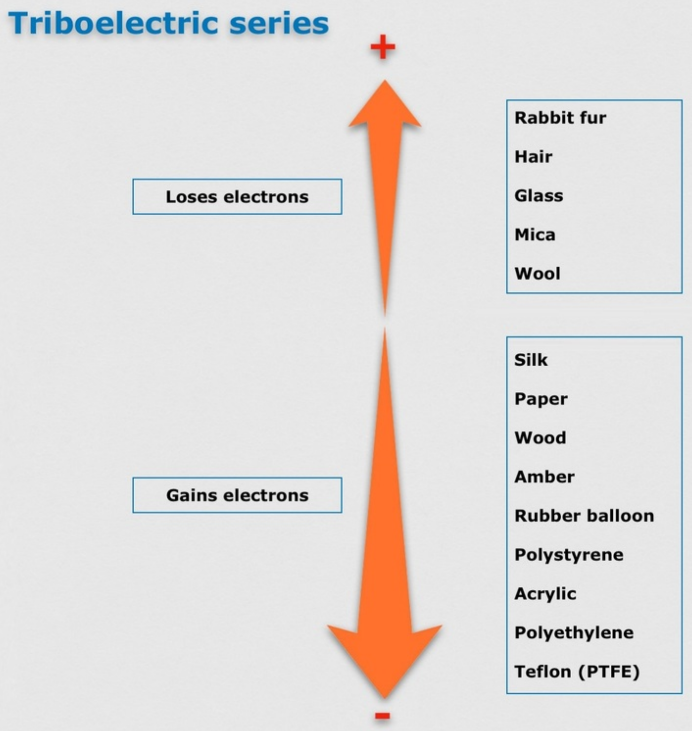 Triboelectric series
+
Loses electrons
Rabbit fur
Hair
Glass
Mica
Wool
Gains electrons
Silk
Paper
Wood
Amber
Rubber balloon
Polystyrene
Acrylic
Polyethylene
Teflon (PTFE)
-